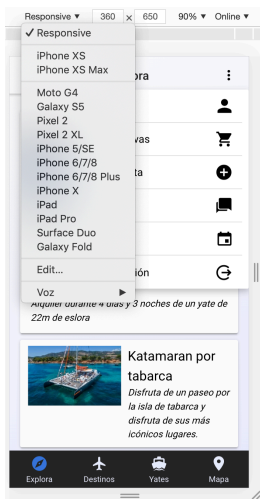 Responsive ▼ 360 × 650 90% ▼ Online ▼
✓ Responsive
iPhone XS
iPhone XS Max
ora
Moto G4
Galaxy S5
Pixel 2
Pixel 2 XL
vas
iPhone 5/SE
iPhone 6/7/8
iPhone 6/7/8 Plus
ta
iPhone X
iPad
iPad Pro
Surface Duo
Galaxy Fold
Edit...
ión
Voz ▶
Alquiler durante 4 días y 3 noches de un yate de
22m de eslora
Katamaran por
tabarca
Disfruta de un paseo por
la isla de tabarca y
disfruta de sus más
icónicos lugares.
Explora Destinos Yates Mapa